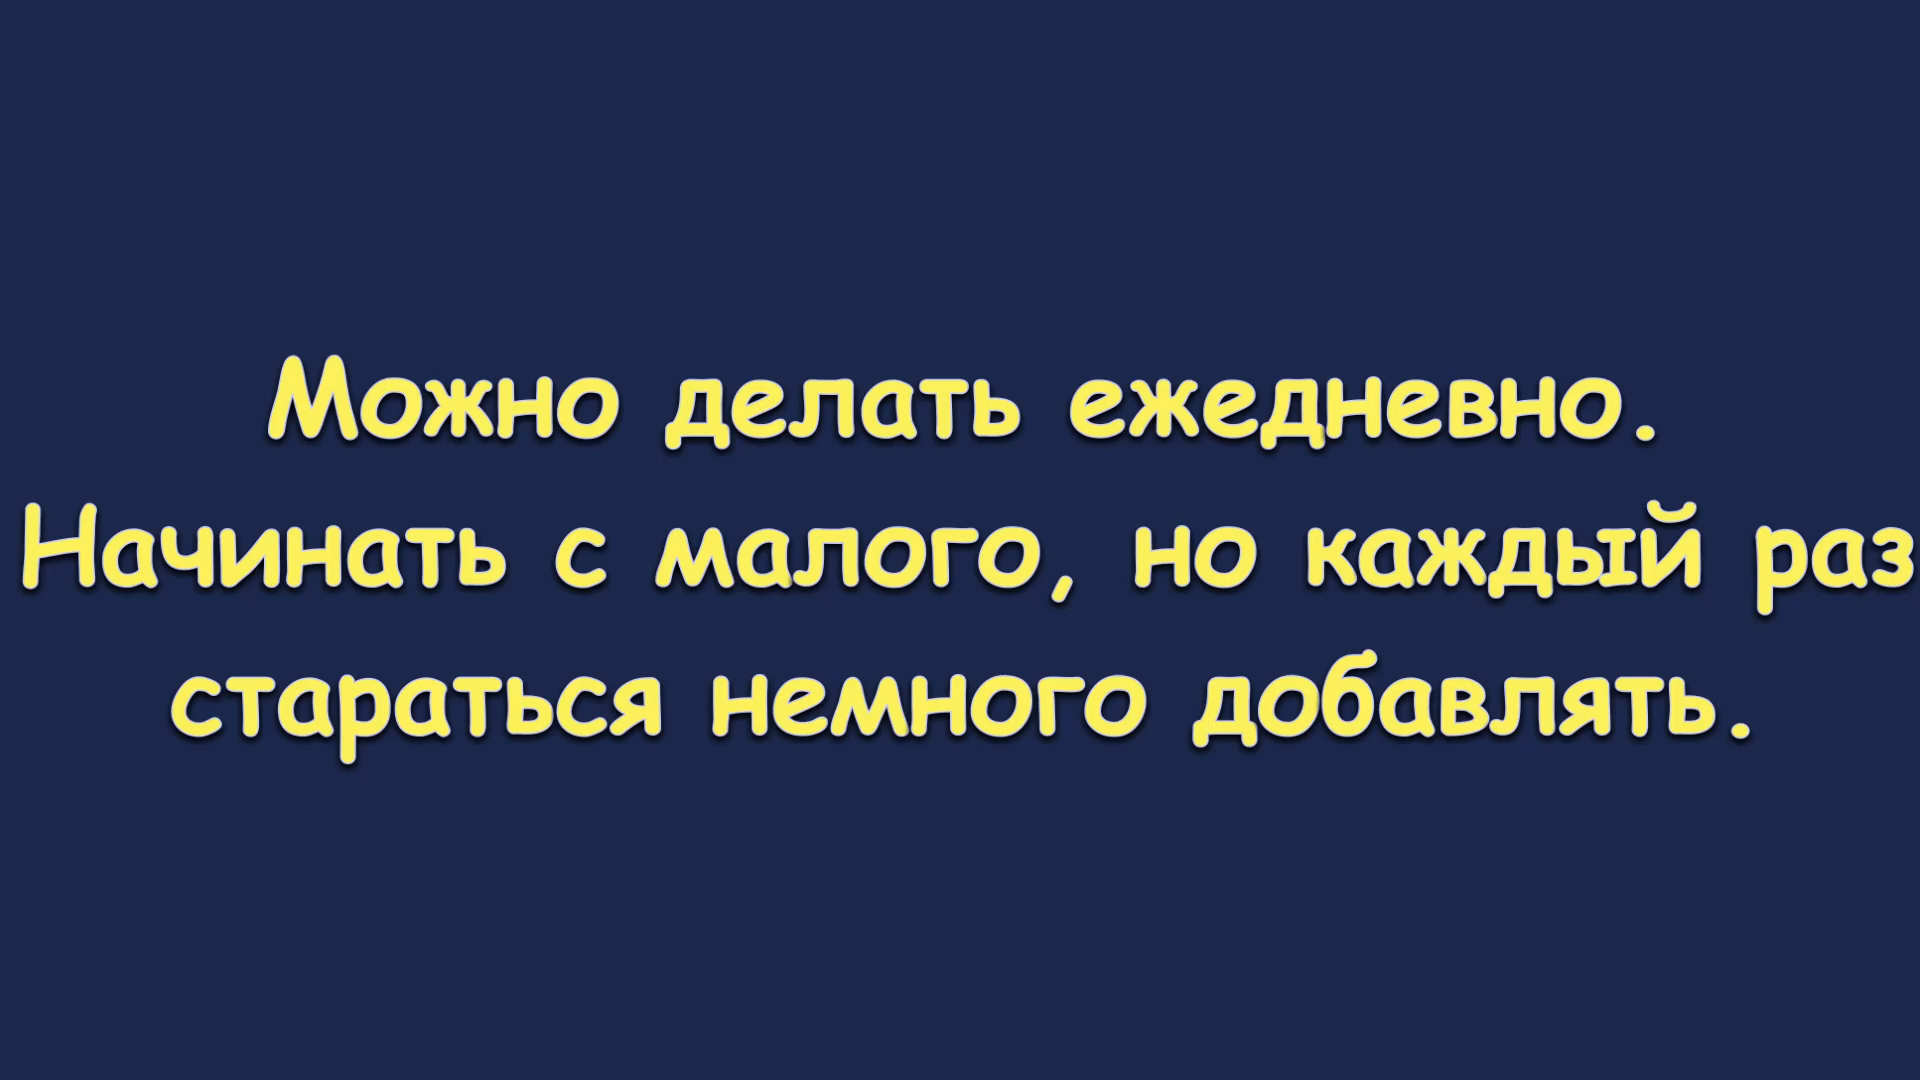 Можно делать ежедневно.
Начинать с малого, но каждый раз
стараться немного добавлять.